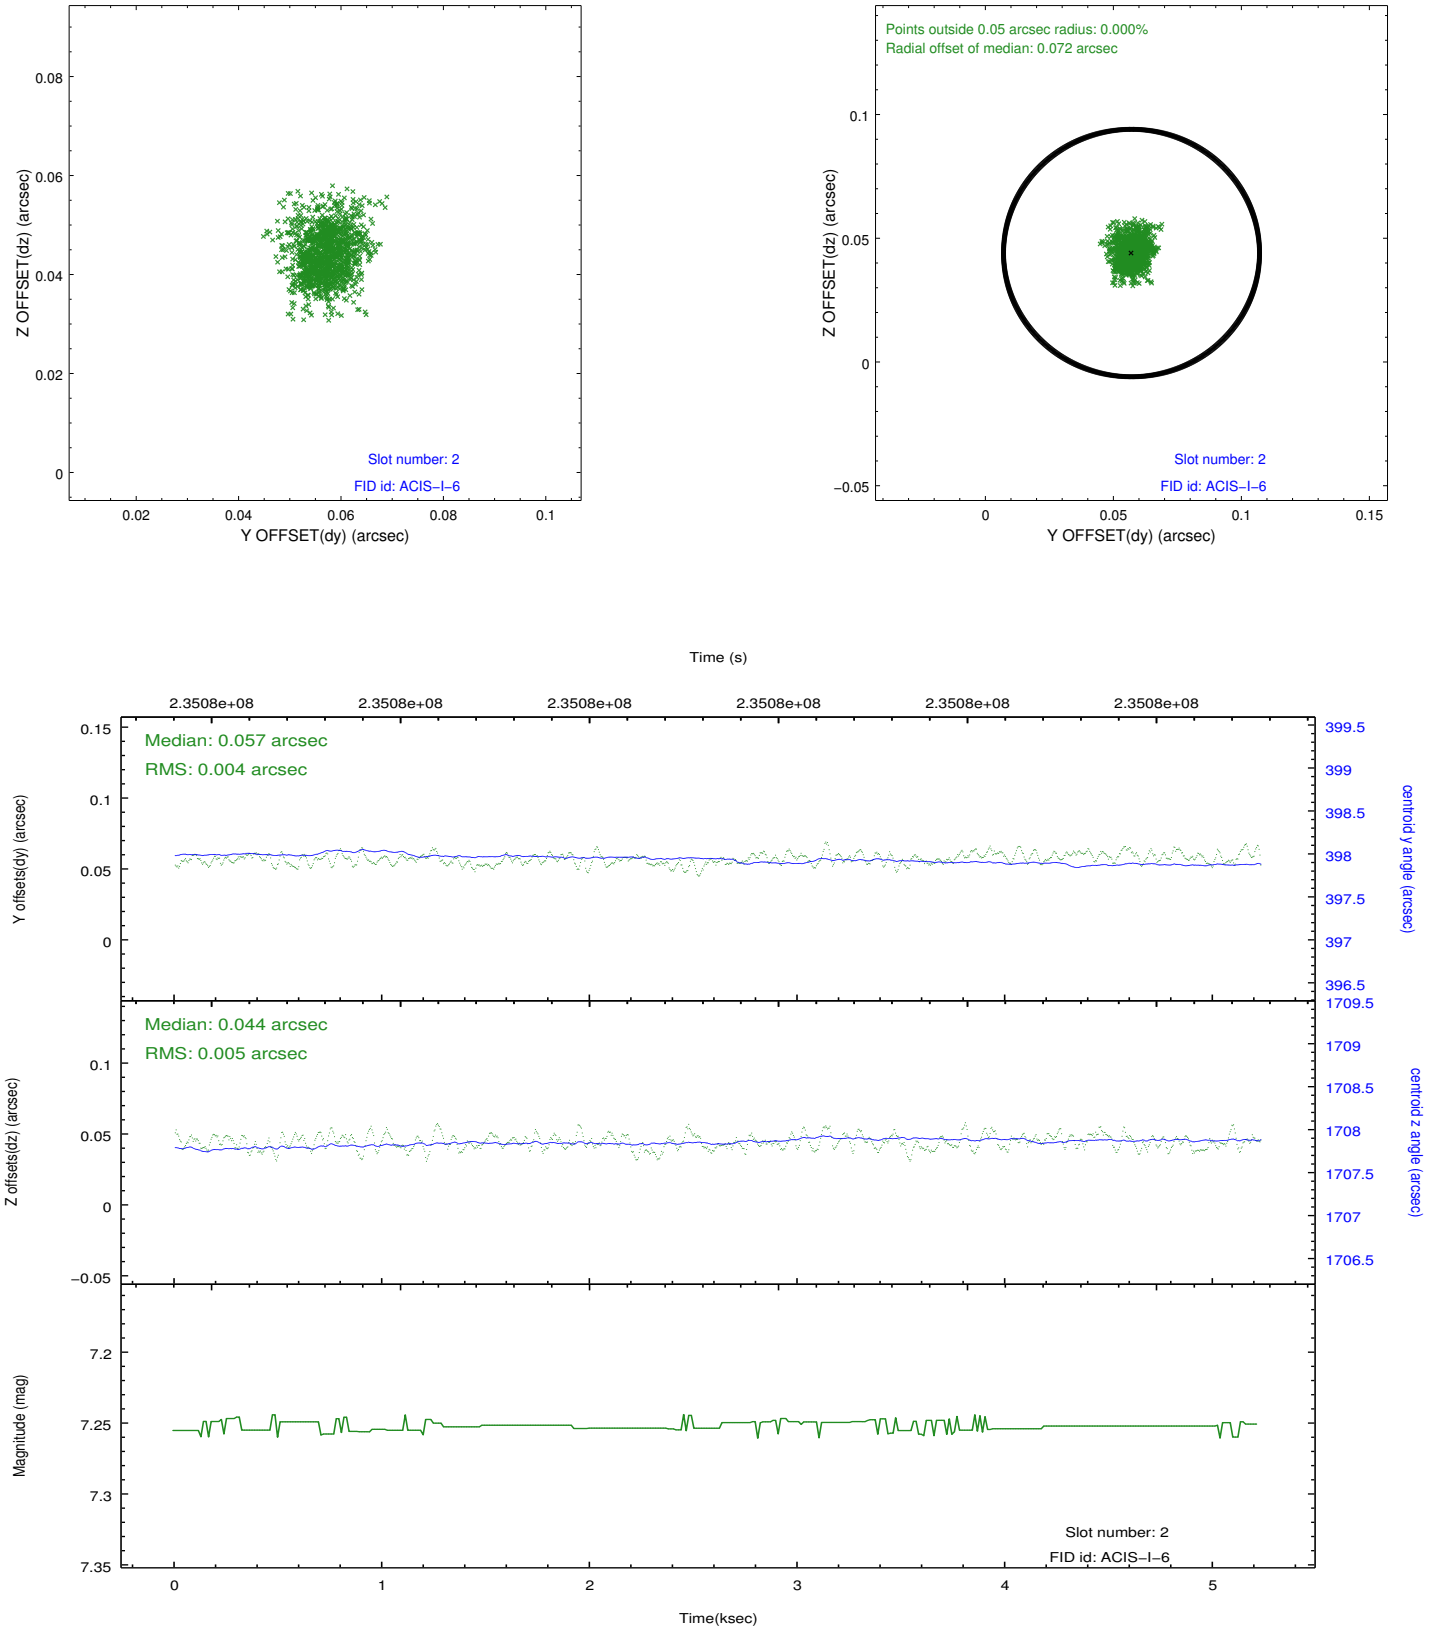 0.08
0.06
0.04
0.02
0
Z OFFSET(dz) (arcsec)
Slot number: 2
FID id: ACIS−I−6
0.02 0.04 0.06 0.08 0.1
Y OFFSET(dy) (arcsec)
Points outside 0.05 arcsec radius: 0.000%
Radial offset of median: 0.072 arcsec
0.1
0.05
0
−0.05
Z OFFSET(dz) (arcsec)
Slot number: 2
FID id: ACIS−I−6
0 0.05 0.1 0.15
Y OFFSET(dy) (arcsec)
Time (s)
2.3508e+08 2.3508e+08 2.3508e+08 2.3508e+08 2.3508e+08 2.3508e+08
Median: 0.057 arcsec
RMS: 0.004 arcsec
0.15
0.1
0.05
0
Y offsets(dy) (arcsec)
399.5
399
398.5
398
397.5
397
396.5
centroid y angle (arcsec)
Median: 0.044 arcsec
RMS: 0.005 arcsec
0.1
0.05
0
−0.05
Z offsets(dz) (arcsec)
1709.5
1709
1708.5
1708
1707.5
1707
1706.5
centroid z angle (arcsec)
7.2
7.25
7.3
7.35
Magnitude (mag)
Slot number: 2
FID id: ACIS−I−6
0 1 2 3 4 5
Time(ksec)